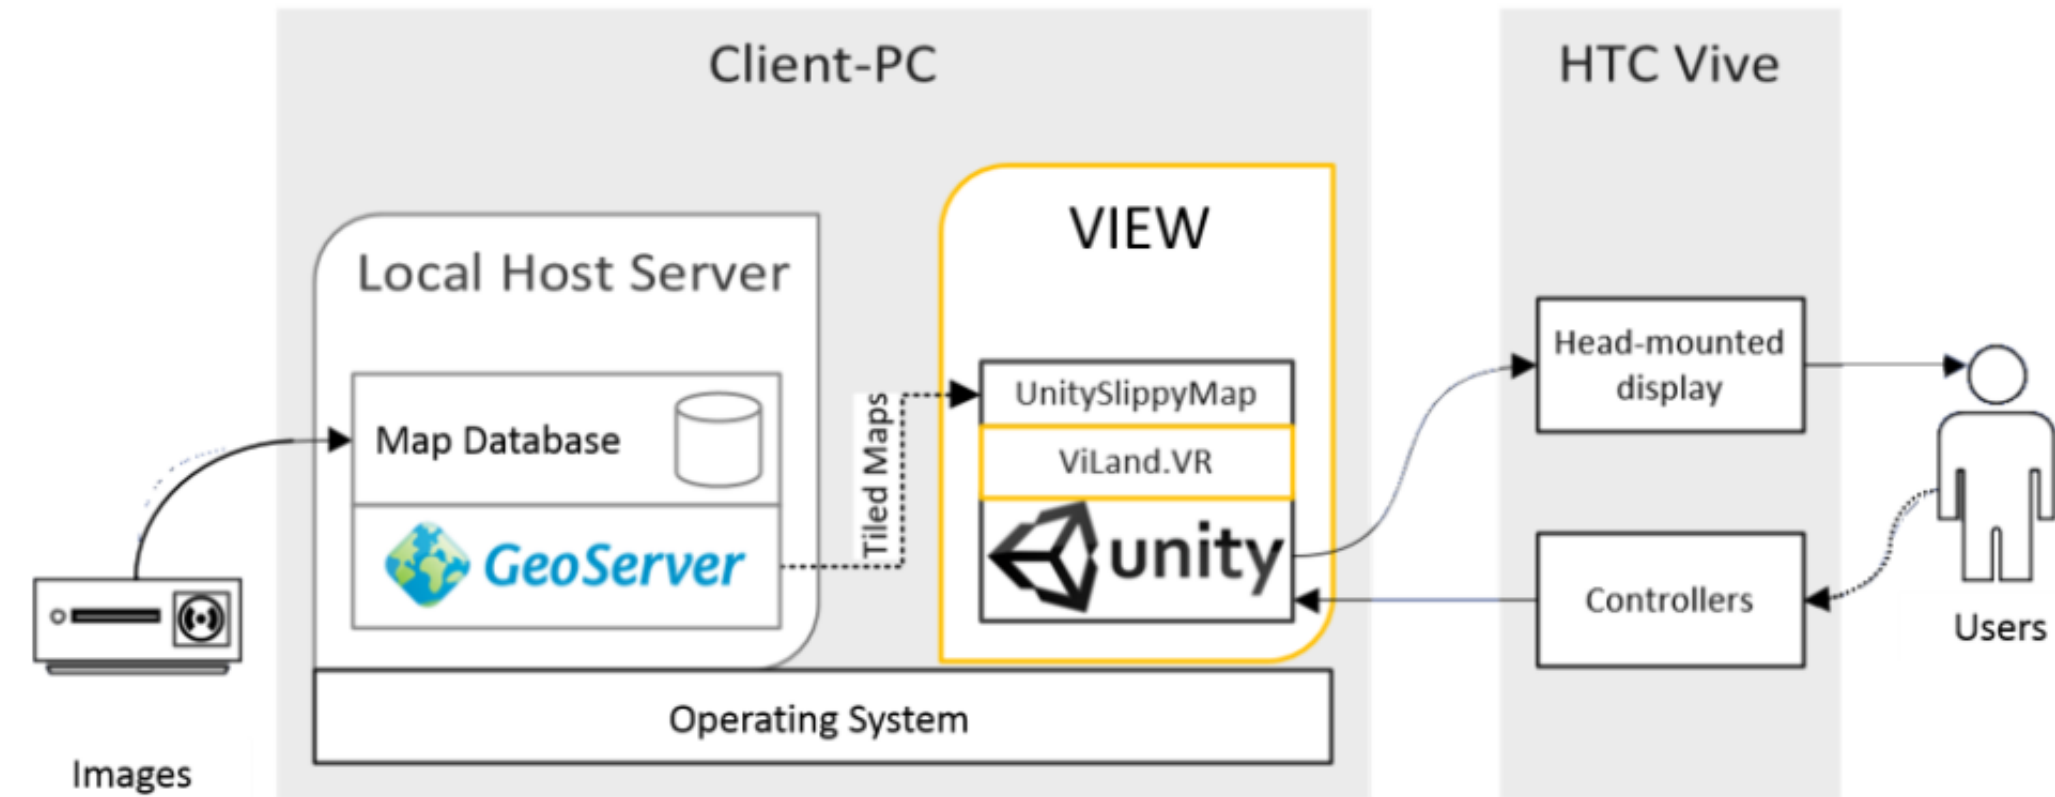 Client-PC
HTC Vive
VIEW
Local Host Server
Head-mounted
display
UnitySlippyMap
Map Database
Tiled Maps
ViLand.VR
GeoServer
unity
Controllers
Users
Operating System
Images